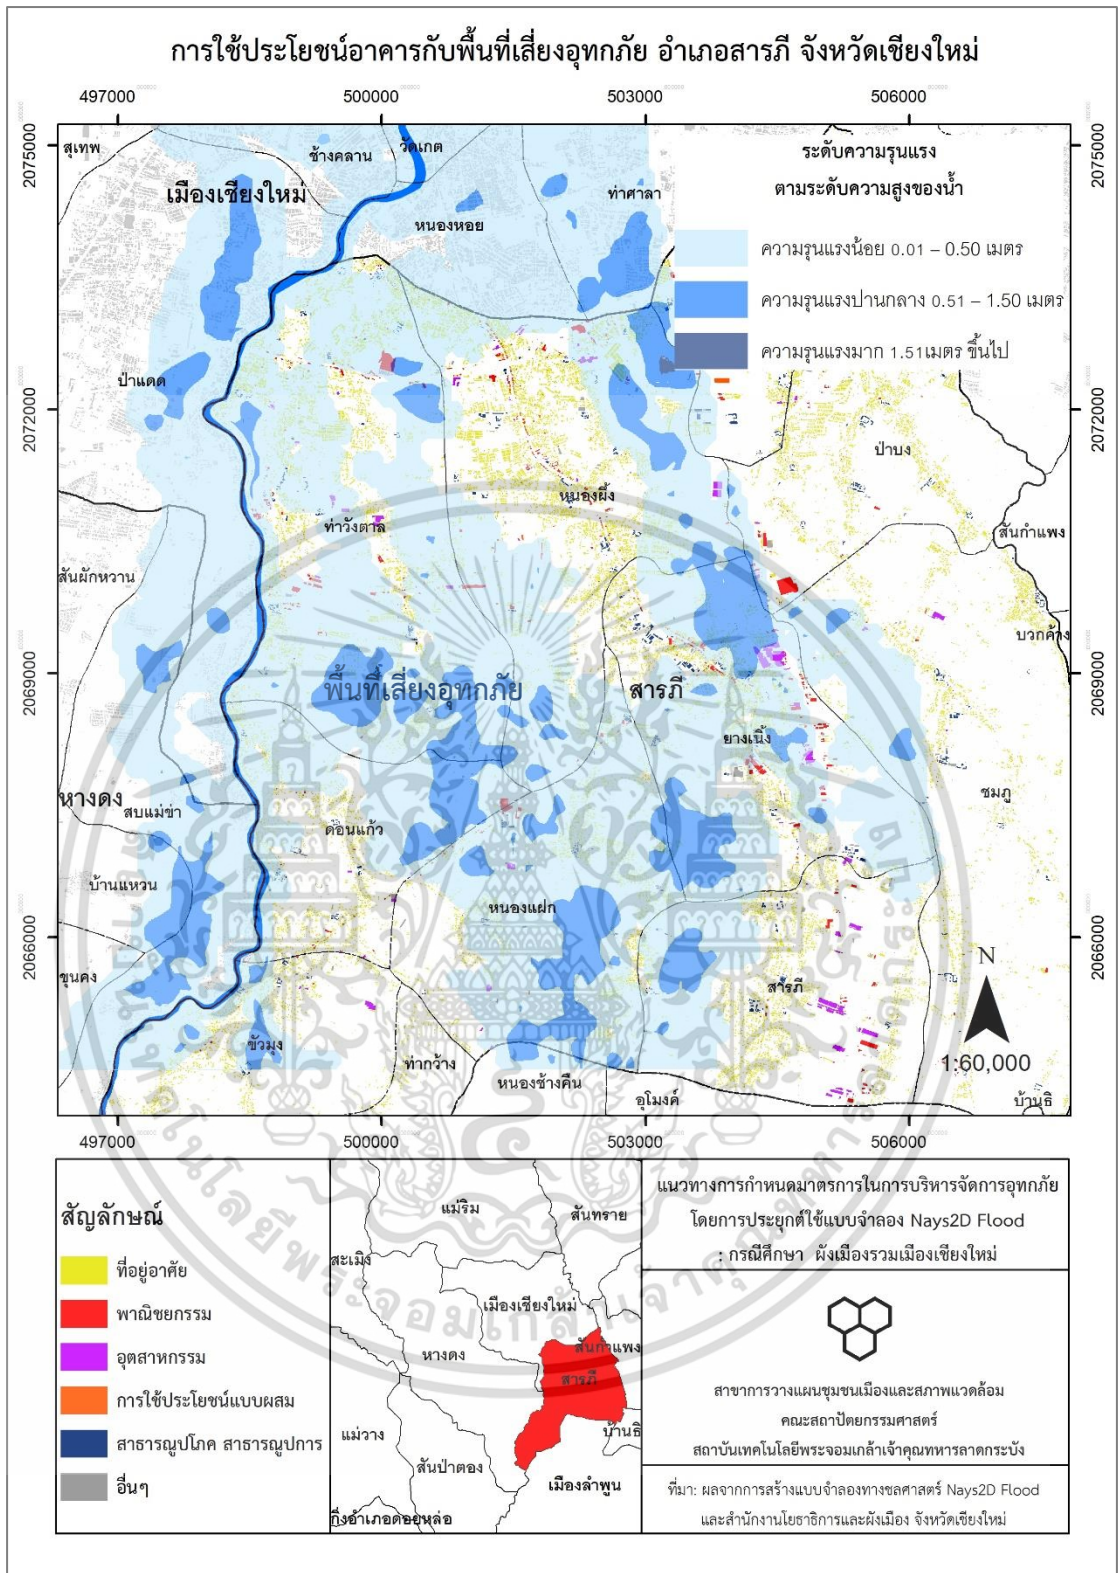 การใช้ประโยชน์อาคารกับพื้นที่เสี่ยงอุทกภัย อำเภอสารภี จังหวัดเชียงใหม่
497000 500000 503000 506000
2075000
2075000
สุเทพ
ช้างคลาน
วัดเกต
เมืองเชียงใหม่
หนองหอย
ท่าศาลา
ระดับความรุนแรง
ตามระดับความสูงของน้ำ
ความรุนแรงน้อย 0.01 – 0.50 เมตร
ความรุนแรงปานกลาง 0.51 – 1.50 เมตร
ความรุนแรงมาก 1.51เมตร ขึ้นไป
ป่าแดด
2072000
2072000
ป่าบง
หนองผึ้ง
ท่าวังตาล
สันกำแพง
สันผักหวาน
บวกค้าง
2069000
2069000
พื้นที่เสี่ยงอุทกภัย
สารภี
ยางเนิ้ง
หางดง
สบแม่ข่า
ชมภู
ดอนแก้ว
บ้านแหวน
หนองแฝก
2066000
2066000
ขุนคง
N
สารภี
ขัวมุง
ท่ากว้าง
หนองช้างคืน
1:60,000
อุโมงค์
บ้านธิ
497000 500000 503000 506000
สัญลักษณ์
ที่อยู่อาศัย
พาณิชยกรรม
อุตสาหกรรม
การใช้ประโยชน์แบบผสม
สาธารณูปโภค สาธารณูปการ
อื่นๆ
แม่ริม
สันทราย
สะเมิง
เมืองเชียงใหม่
สันกำแพง
หางดง
สารภี
แม่วาง
บ้านธิ
สันป่าตอง
เมืองลำพูน
กิ่งอำเภอดอยหล่อ
แนวทางการกำหนดมาตรการในการบริหารจัดการอุทกภัย
โดยการประยุกต์ใช้แบบจำลอง Nays2D Flood
: กรณีศึกษา ผังเมืองรวมเมืองเชียงใหม่
สาขาการวางแผนชุมชนเมืองและสภาพแวดล้อม
คณะสถาปัตยกรรมศาสตร์
สถาบันเทคโนโลยีพระจอมเกล้าเจ้าคุณทหารลาดกระบัง
ที่มา: ผลจากการสร้างแบบจำลองทางชลศาสตร์ Nays2D Flood
และสำนักงานโยธาธิการและผังเมือง จังหวัดเชียงใหม่